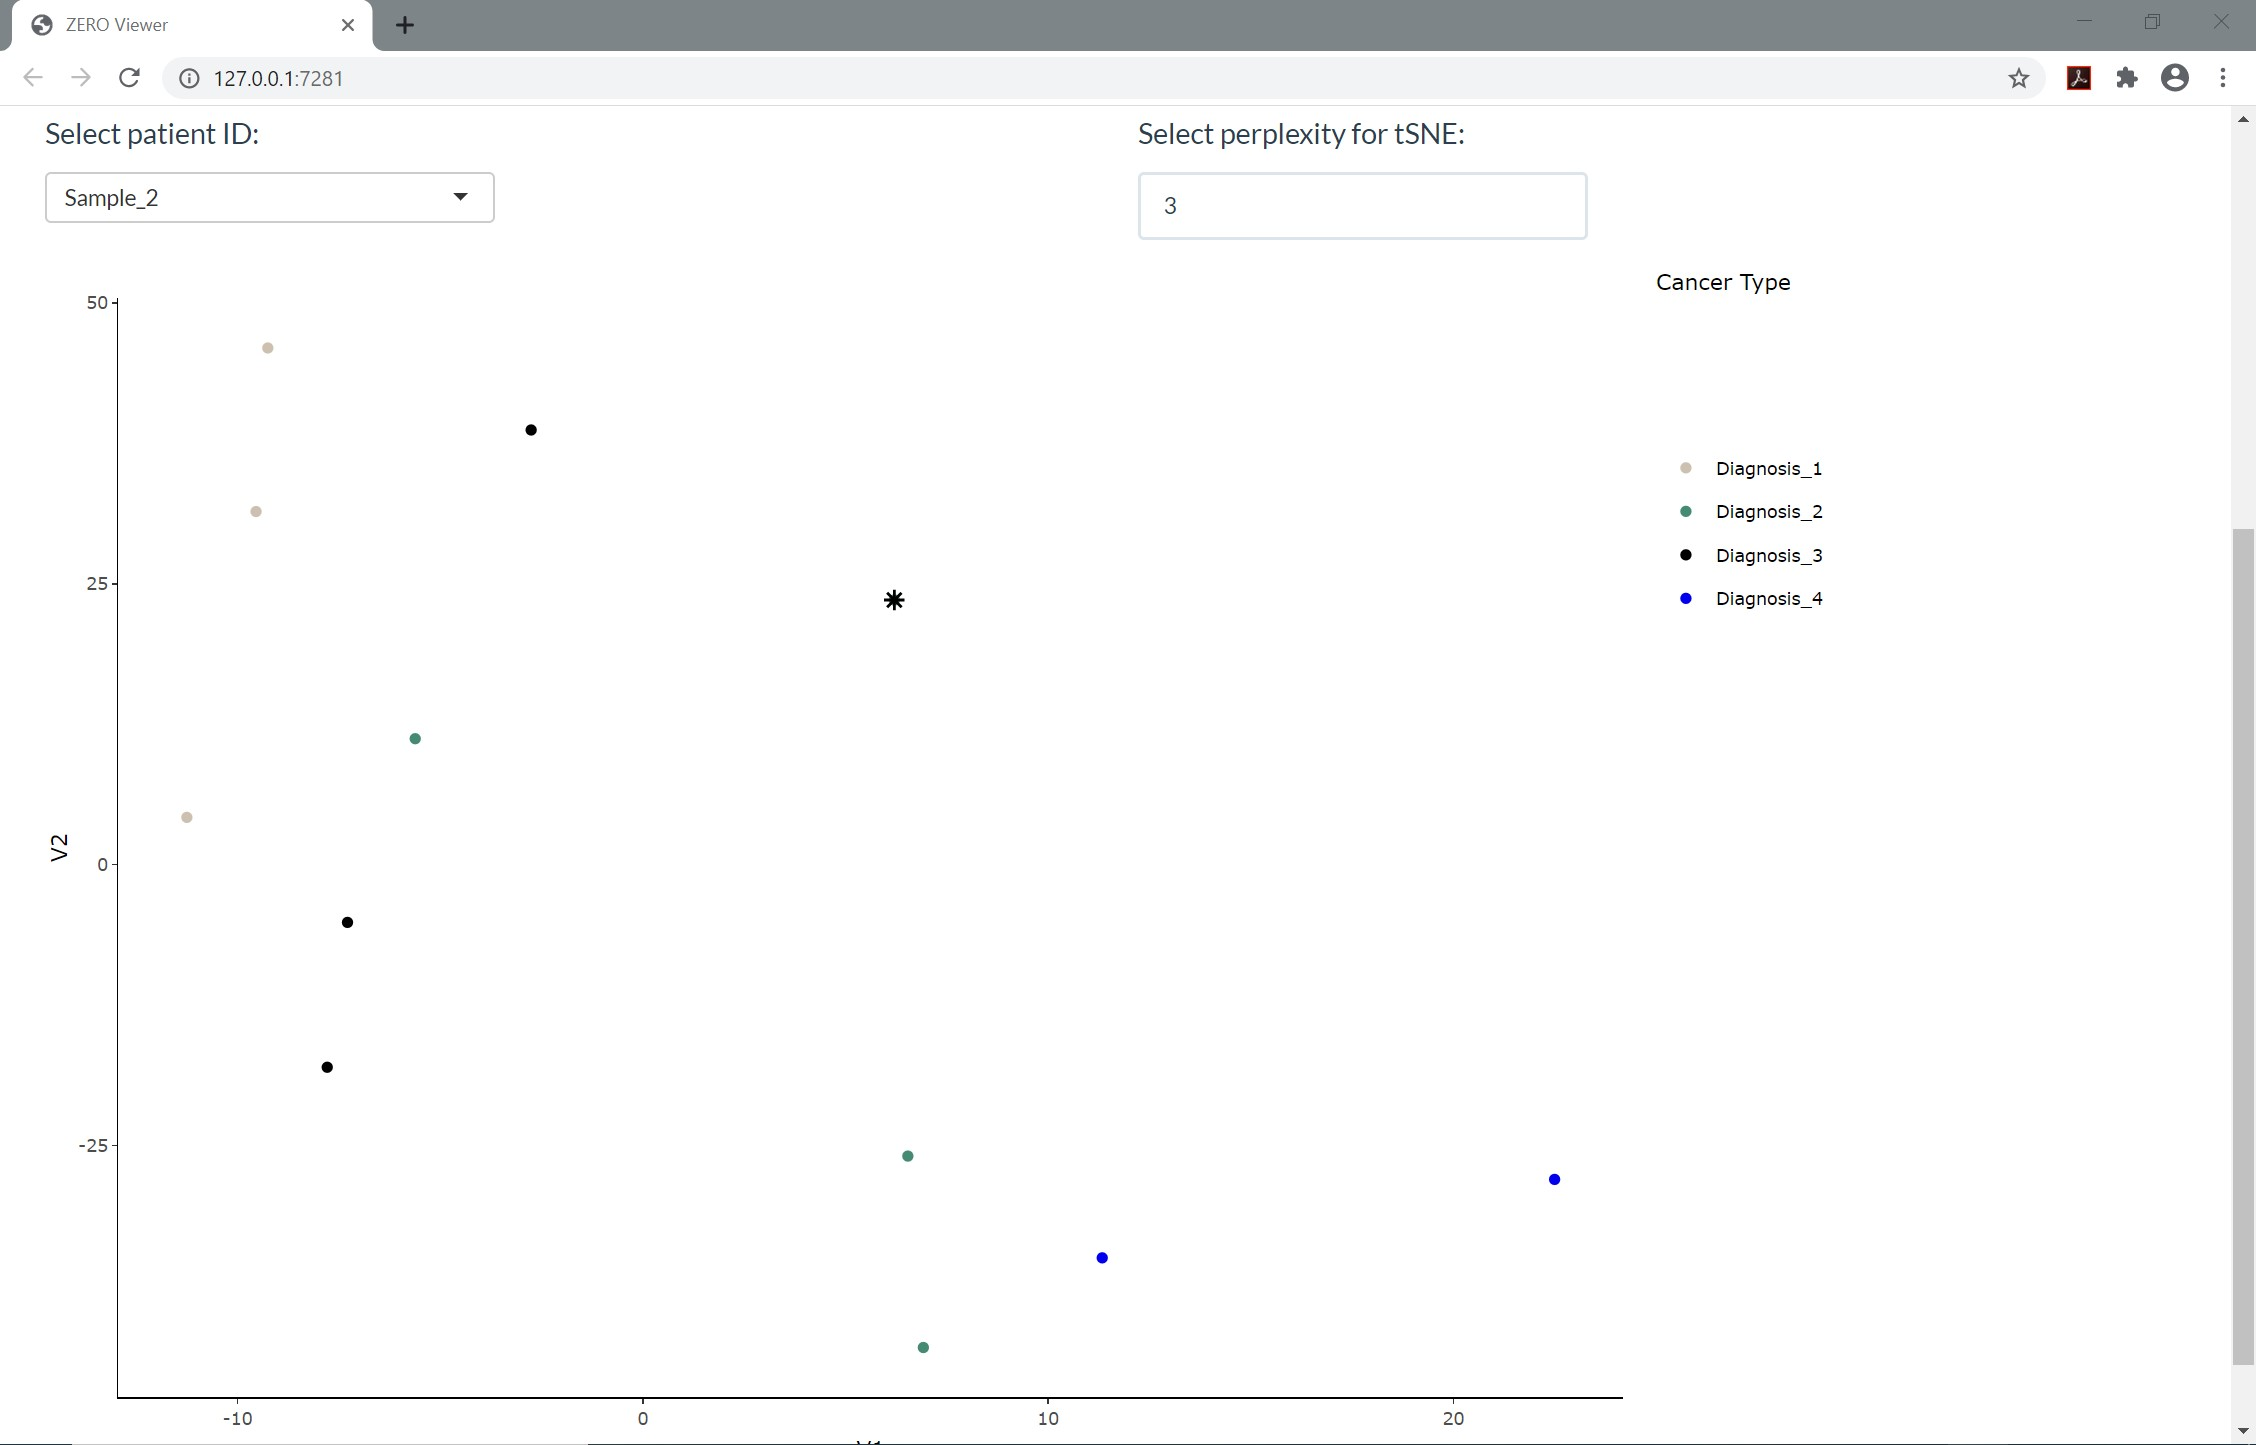 ZERO Viewer
127.0.0.1:7281
Select patient ID:
Select perplexity for tSNE:
Sample_2
3
Cancer Type
50
25
0
-25
V2
Diagnosis_1
Diagnosis_2
Diagnosis_3
Diagnosis_4
-10
0
10
20